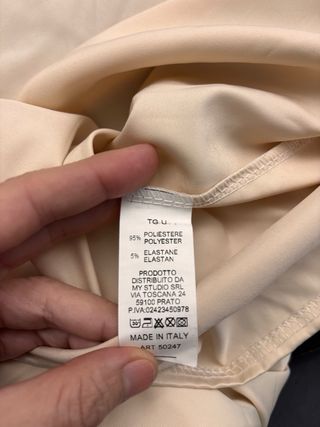 TG U
95% POLIESTERE
POLYESTER
5% ELASTANE
ELASTAN
PRODOTTO
DISTRIBUITO DA
MY STUDIO SRL
VIA TOSCANA 24
59100 PRATO
P.IVA:02423450978
MADE IN ITALY
ART 50247